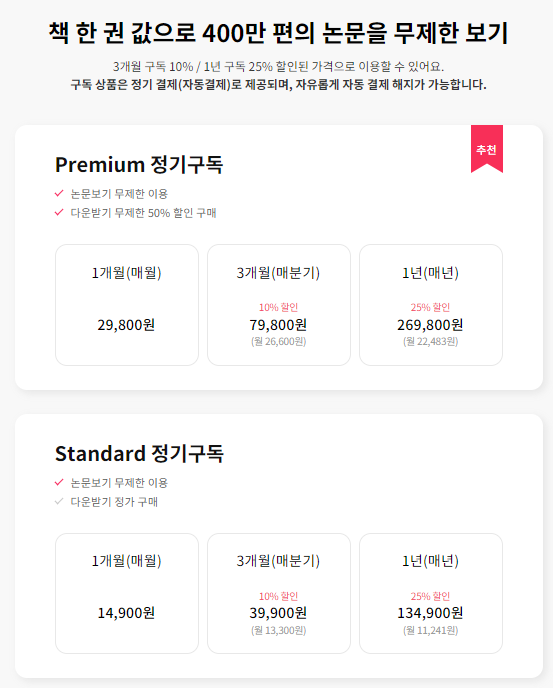 책 한 권 값으로 400만 편의 논문을 무제한 보기
3개월 구독 10% / 1년 구독 25% 할인된 가격으로 이용할 수 있어요.
구독 상품은 정기 결제(자동결제)로 제공되며, 자유롭게 자동 결제 해지가 가능합니다.
추천
Premium 정기구독
논문보기 무제한 이용
다운받기 무제한 50% 할인 구매
1개월(매월)
29,800원
3개월(매분기)
10% 할인
79,800원
(월 26,600원)
1년(매년)
25% 할인
269,800원
(월 22,483원)
Standard 정기구독
논문보기 무제한 이용
다운받기 정가 구매
1개월(매월)
14,900원
3개월(매분기)
10% 할인
39,900원
(월 13,300원)
1년(매년)
25% 할인
134,900원
(월 11,241원)